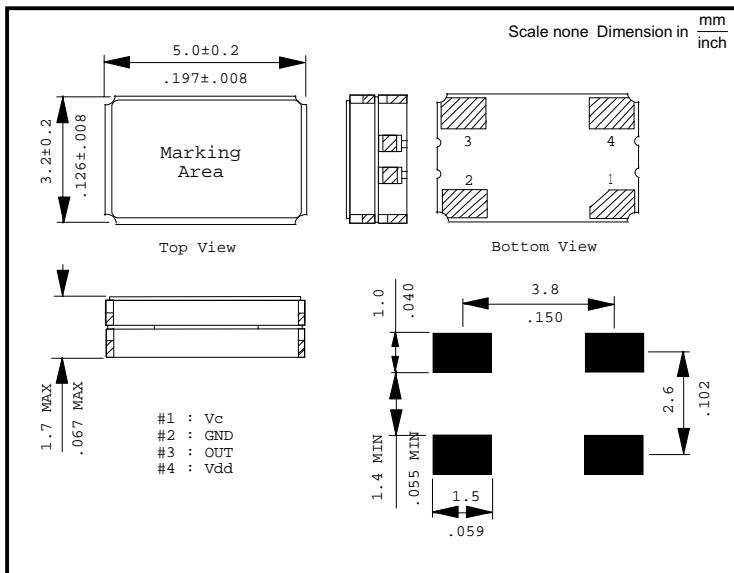 Scale none Dimension in mm
inch
5.0±0.2
.197±.008
3.2±0.2
.126±.008
Marking
Area
Top View
3
4
2
1
Bottom View
1.7 MAX
.067 MAX
#1 : Vc
#2 : GND
#3 : OUT
#4 : Vdd
1.0
.040
3.8
.150
2.6
.102
1.4 MIN
.055 MIN
1.5
.059